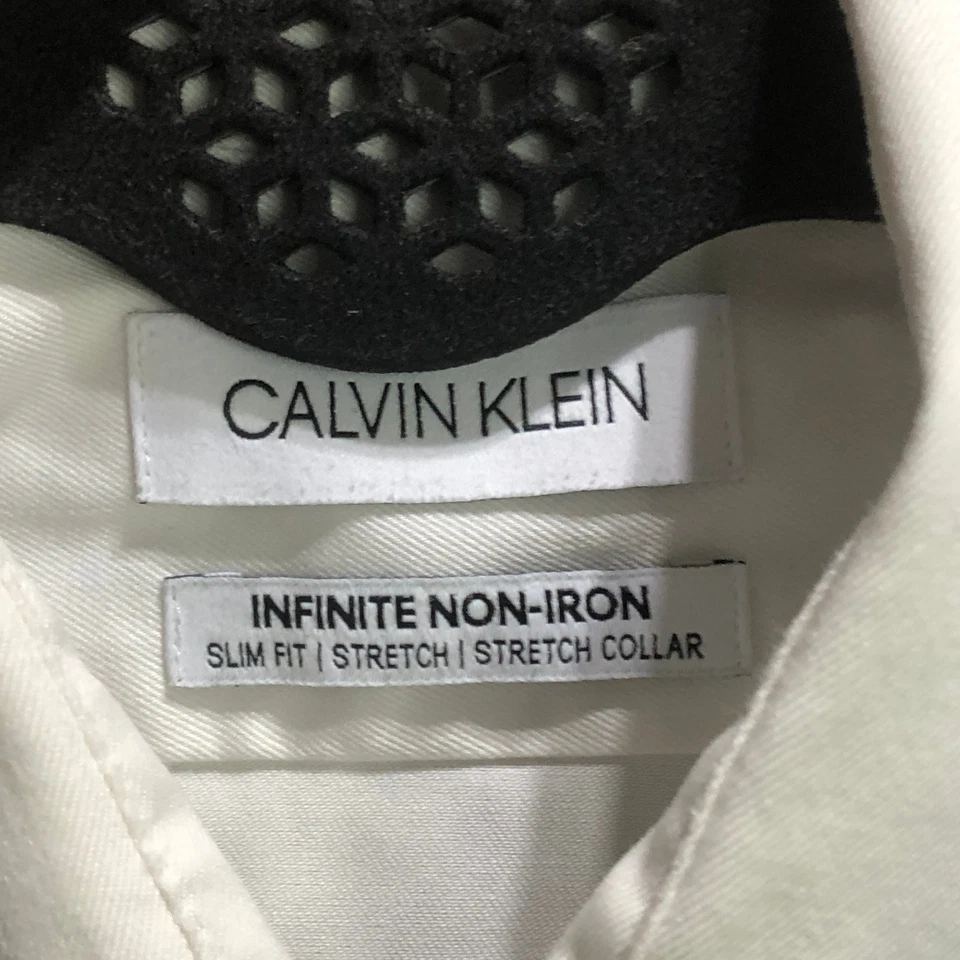 CALVIN KLEIN
INFINITE NON-IRON
SLIM FIT | STRETCH | STRETCH COLLAR